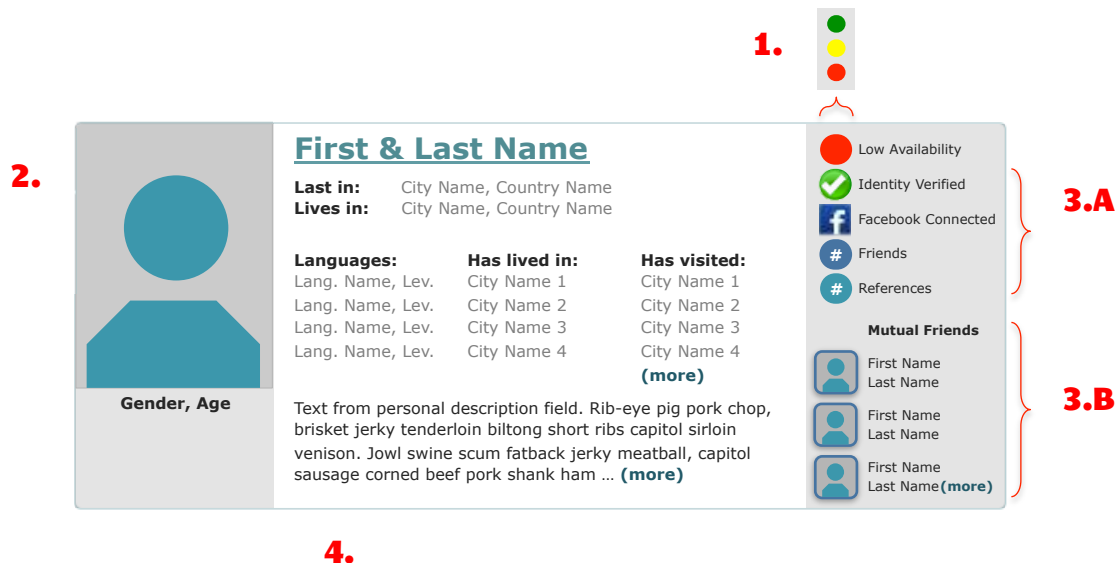 1.
2.
First & Last Name
Last in: City Name, Country Name
Lives in: City Name, Country Name
Languages: Has lived in: Has visited:
Lang. Name, Lev. City Name 1 City Name 1
Lang. Name, Lev. City Name 2 City Name 2
Lang. Name, Lev. City Name 3 City Name 3
Lang. Name, Lev. City Name 4 City Name 4
(more)
Gender, Age
Text from personal description field. Rib-eye pig pork chop,
brisket jerky tenderloin biltong short ribs capitol sirloin
venison. Jowl swine scum fatback jerky meatball, capitol
sausage corned beef pork shank ham ... (more)
Low Availability
Identity Verified
f Facebook Connected
# Friends
# References
3.A
Mutual Friends
First Name
Last Name
First Name
Last Name
First Name
Last Name (more)
3.B
4.